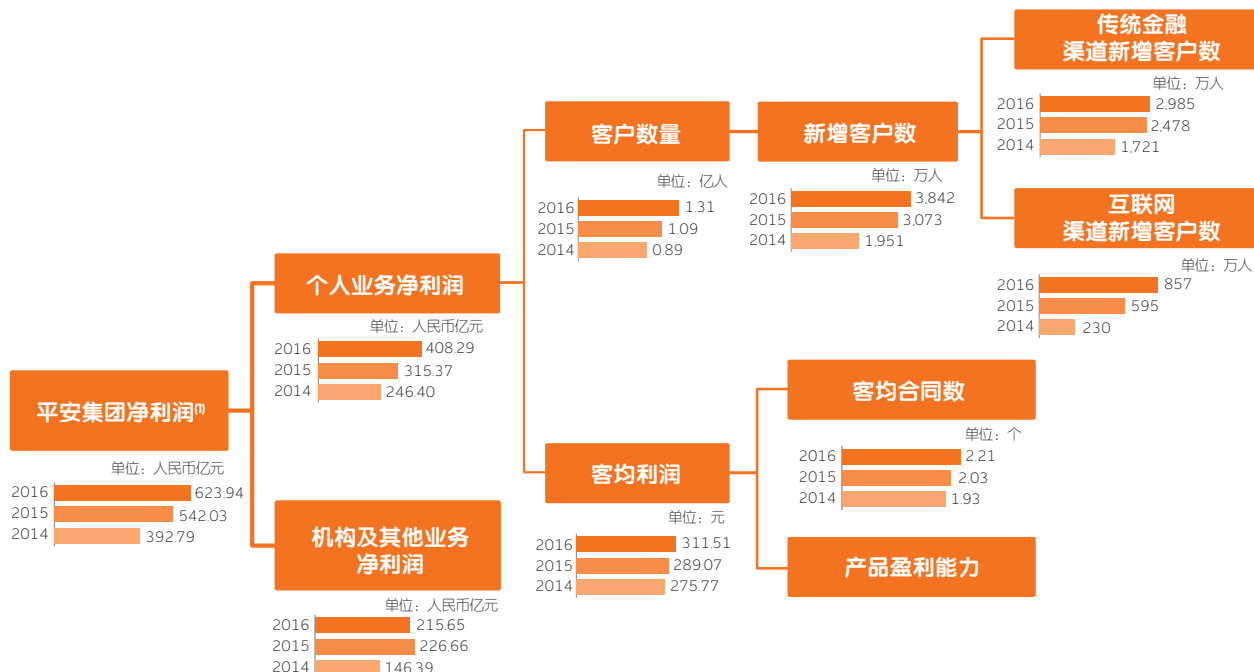 传统金融
渠道新增客户数
单位：万人
2016 2,985
2015 2,478
2014 1,721
客户数量
单位：亿人
2016 1.31
2015 1.09
2014 0.89
新增客户数
单位：万人
2016 3,842
2015 3,073
2014 1,951
互联网
渠道新增客户数
单位：万人
2016 857
2015 595
2014 230
个人业务净利润
单位：人民币亿元
2016 408.29
2015 315.37
2014 246.40
平安集团净利润(1)
单位：人民币亿元
2016 623.94
2015 542.03
2014 392.79
客均合同数
单位：个
2016 2.21
2015 2.03
2014 1.93
客均利润
单位：元
2016 311.51
2015 289.07
2014 275.77
机构及其他业务
净利润
单位：人民币亿元
2016 215.65
2015 226.66
2014 146.39
产品盈利能力